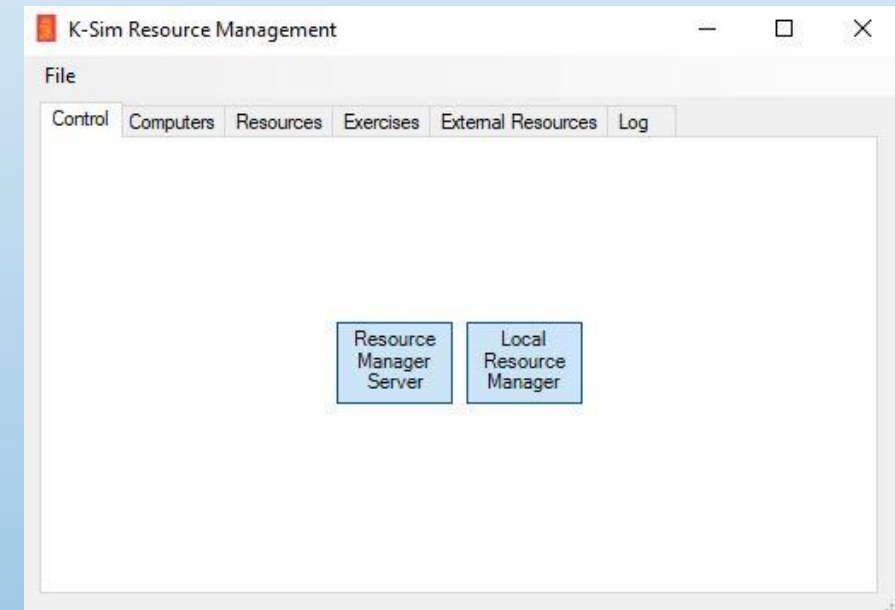 K-Sim Resource Management
File
Control Computers Resources Exercises External Resources Log
Resource
Manager
Server
Local
Resource
Manager